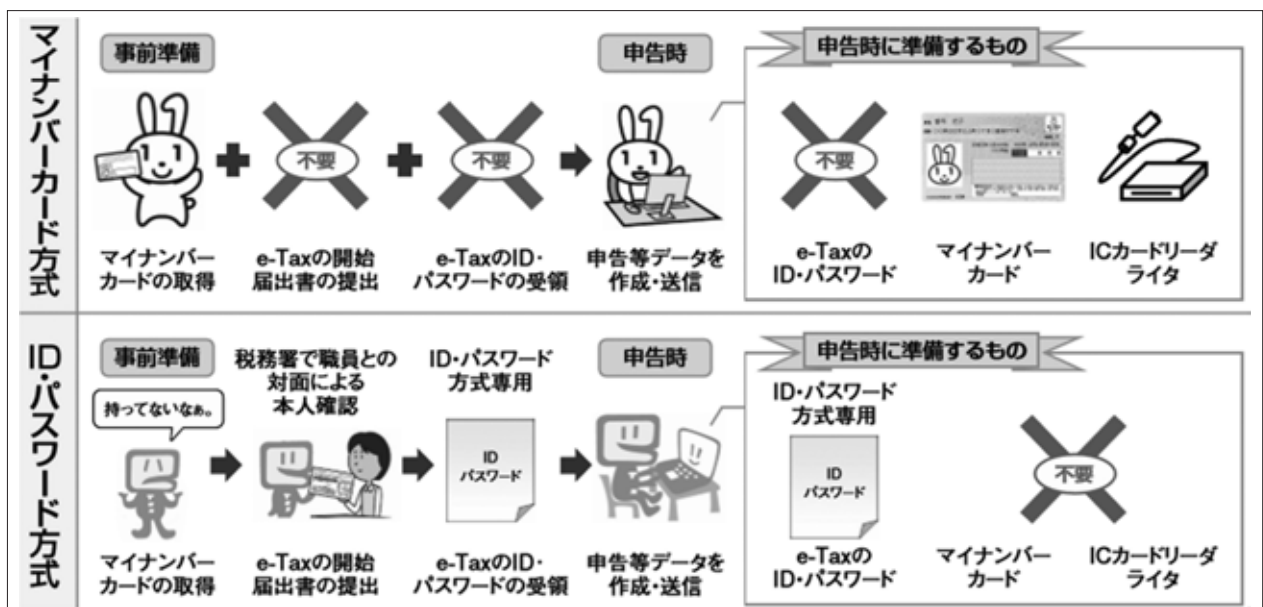 マイナンバーカード方式
事前準備
申告時
申告時に準備するもの
不要
不要
不要
マイナンバー
カードの取得
e-Taxの開始
届出書の提出
e-TaxのID・
パスワードの受領
申告等データを
作成・送信
e-Taxの
ID・パスワード
マイナンバー
カード
ICカードリーダ
ライタ
ID・パスワード方式
事前準備
持ってないなぁ。
税務署で職員との
対面による
本人確認
ID・パスワード
方式専用
ID
パスワード
申告時
申告時に準備するもの
ID・パスワード
方式専用
ID
パスワード
不要
マイナンバー
カードの取得
e-Taxの開始
届出書の提出
e-TaxのID・
パスワードの受領
申告等データを
作成・送信
e-Taxの
ID・パスワード
マイナンバー
カード
ICカードリーダ
ライタ